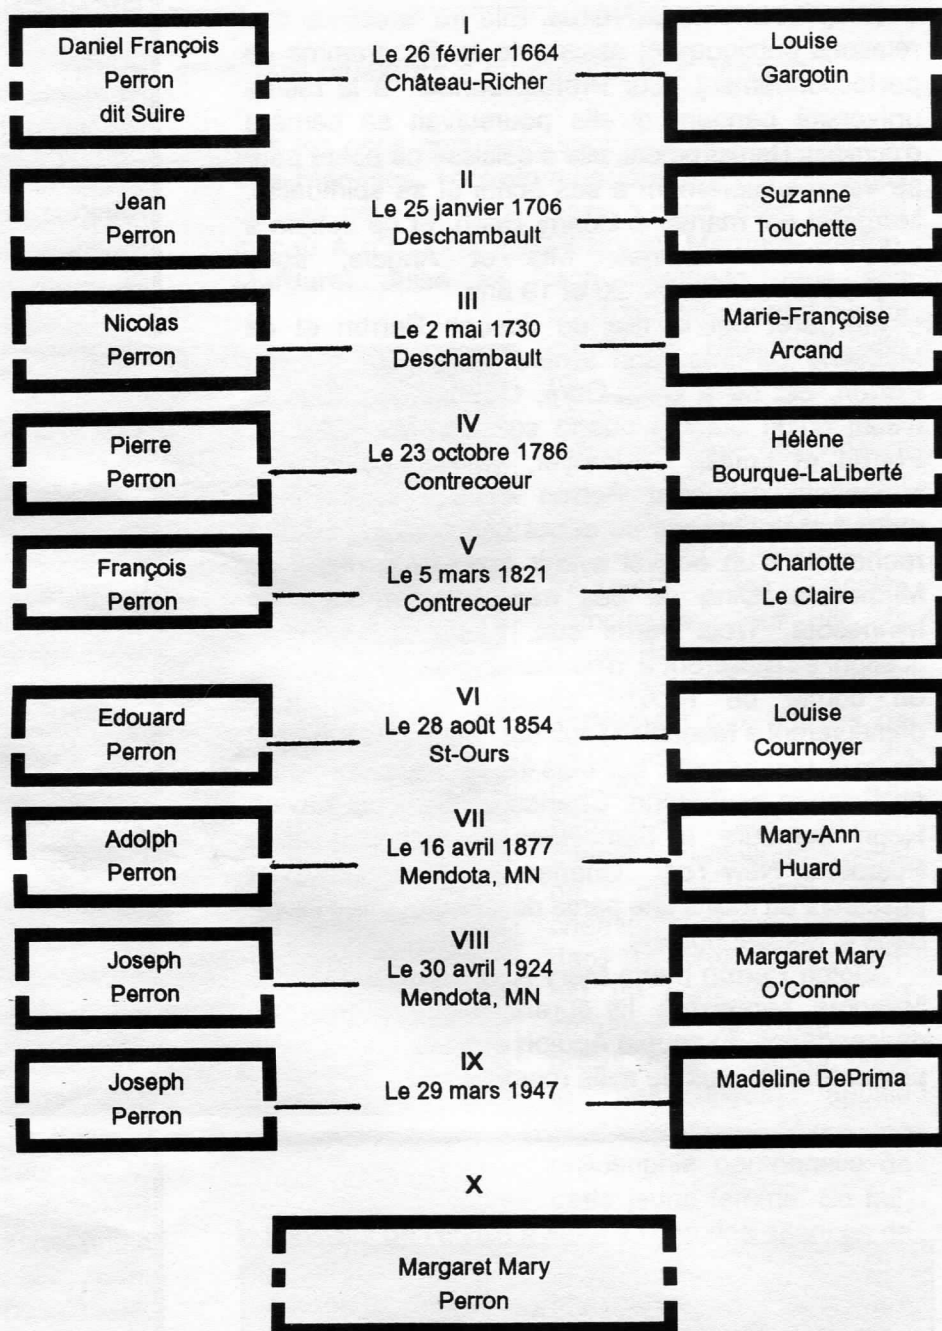 I
Daniel François
Perron
dit Suire
Le 26 février 1664
Château-Richer
Louise
Gargotin
II
Jean
Perron
Le 25 janvier 1706
Deschambault
Suzanne
Touchette
III
Nicolas
Perron
Le 2 mai 1730
Deschambault
Marie-Françoise
Arcand
IV
Pierre
Perron
Le 23 octobre 1786
Contrecoeur
Hélène
Bourque-LaLiberté
V
François
Perron
Le 5 mars 1821
Contrecoeur
Charlotte
Le Claire
VI
Edouard
Perron
Le 28 août 1854
St-Ours
Louise
Cournoyer
VII
Adolph
Perron
Le 16 avril 1877
Mendota, MN
Mary-Ann
Huard
VIII
Joseph
Perron
Le 30 avril 1924
Mendota, MN
Margaret Mary
O'Connor
IX
Joseph
Perron
Le 29 mars 1947
Madeline DePrima
X
Margaret Mary
Perron